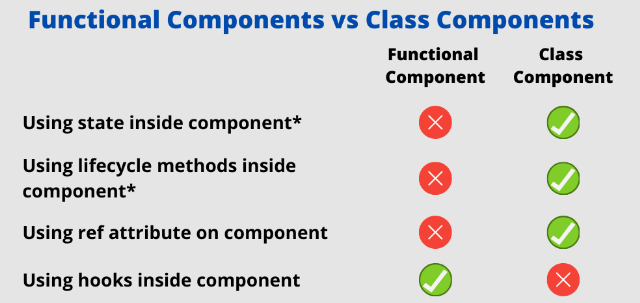 Functional Components vs Class Components
Functional Component
Class Component
Using state inside component*
Using lifecycle methods inside
component*
Using ref attribute on component
Using hooks inside component